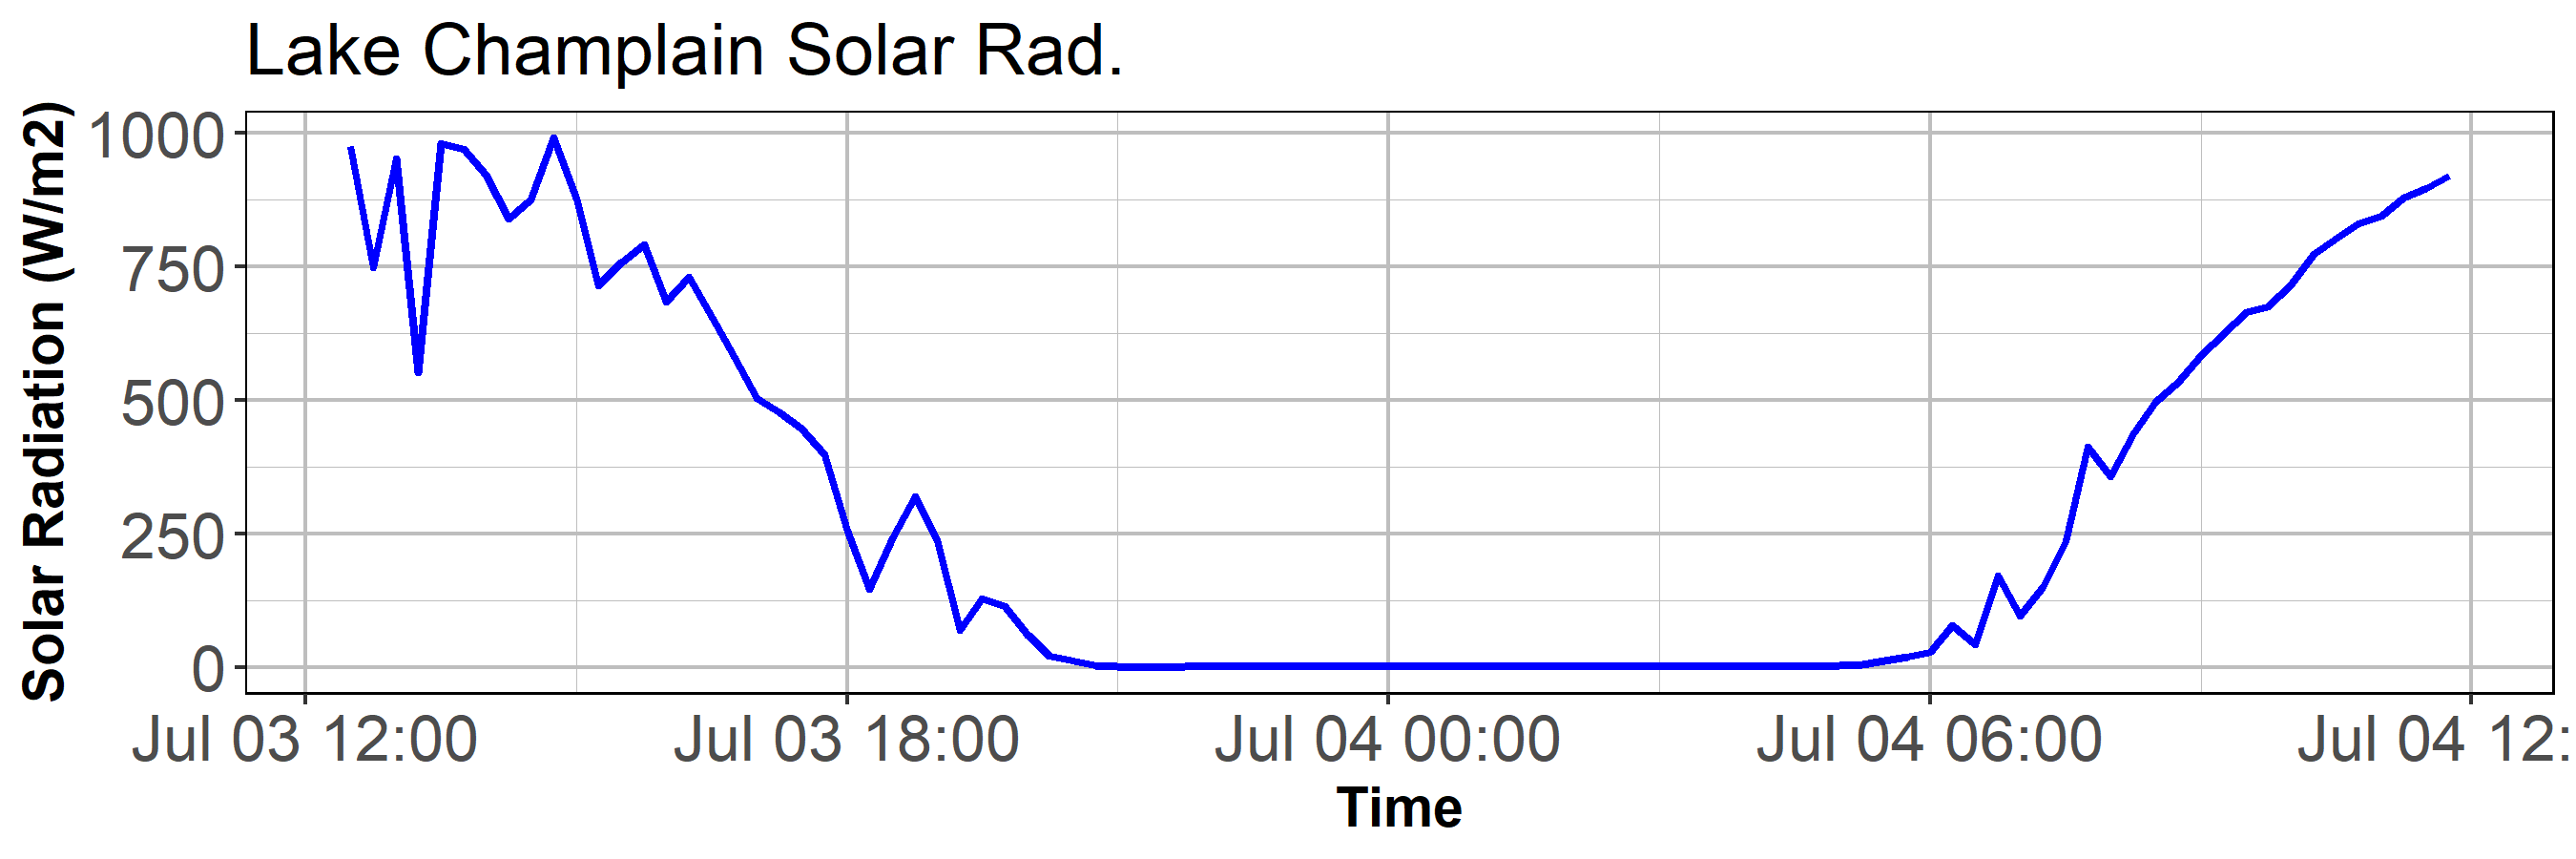 Lake Champlain Solar Rad.
Solar Radiation (W/m2)
1000
750
500
250
0
Jul 03 12:00 Jul 03 18:00 Jul 04 00:00 Jul 04 06:00 Jul 04 12:
Time